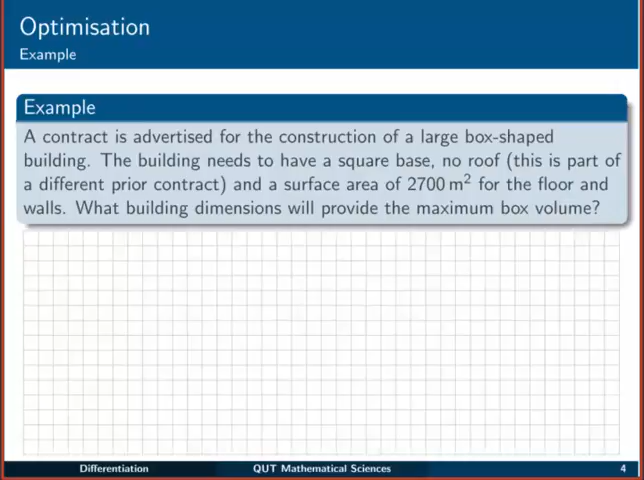 Optimisation
Example
Example
A contract is advertised for the construction of a large box-shaped
building. The building needs to have a square base, no roof (this is part of
a different prior contract) and a surface area of 2700 m² for the floor and
walls. What building dimensions will provide the maximum box volume?
Differentiation QUT Mathematical Sciences 4